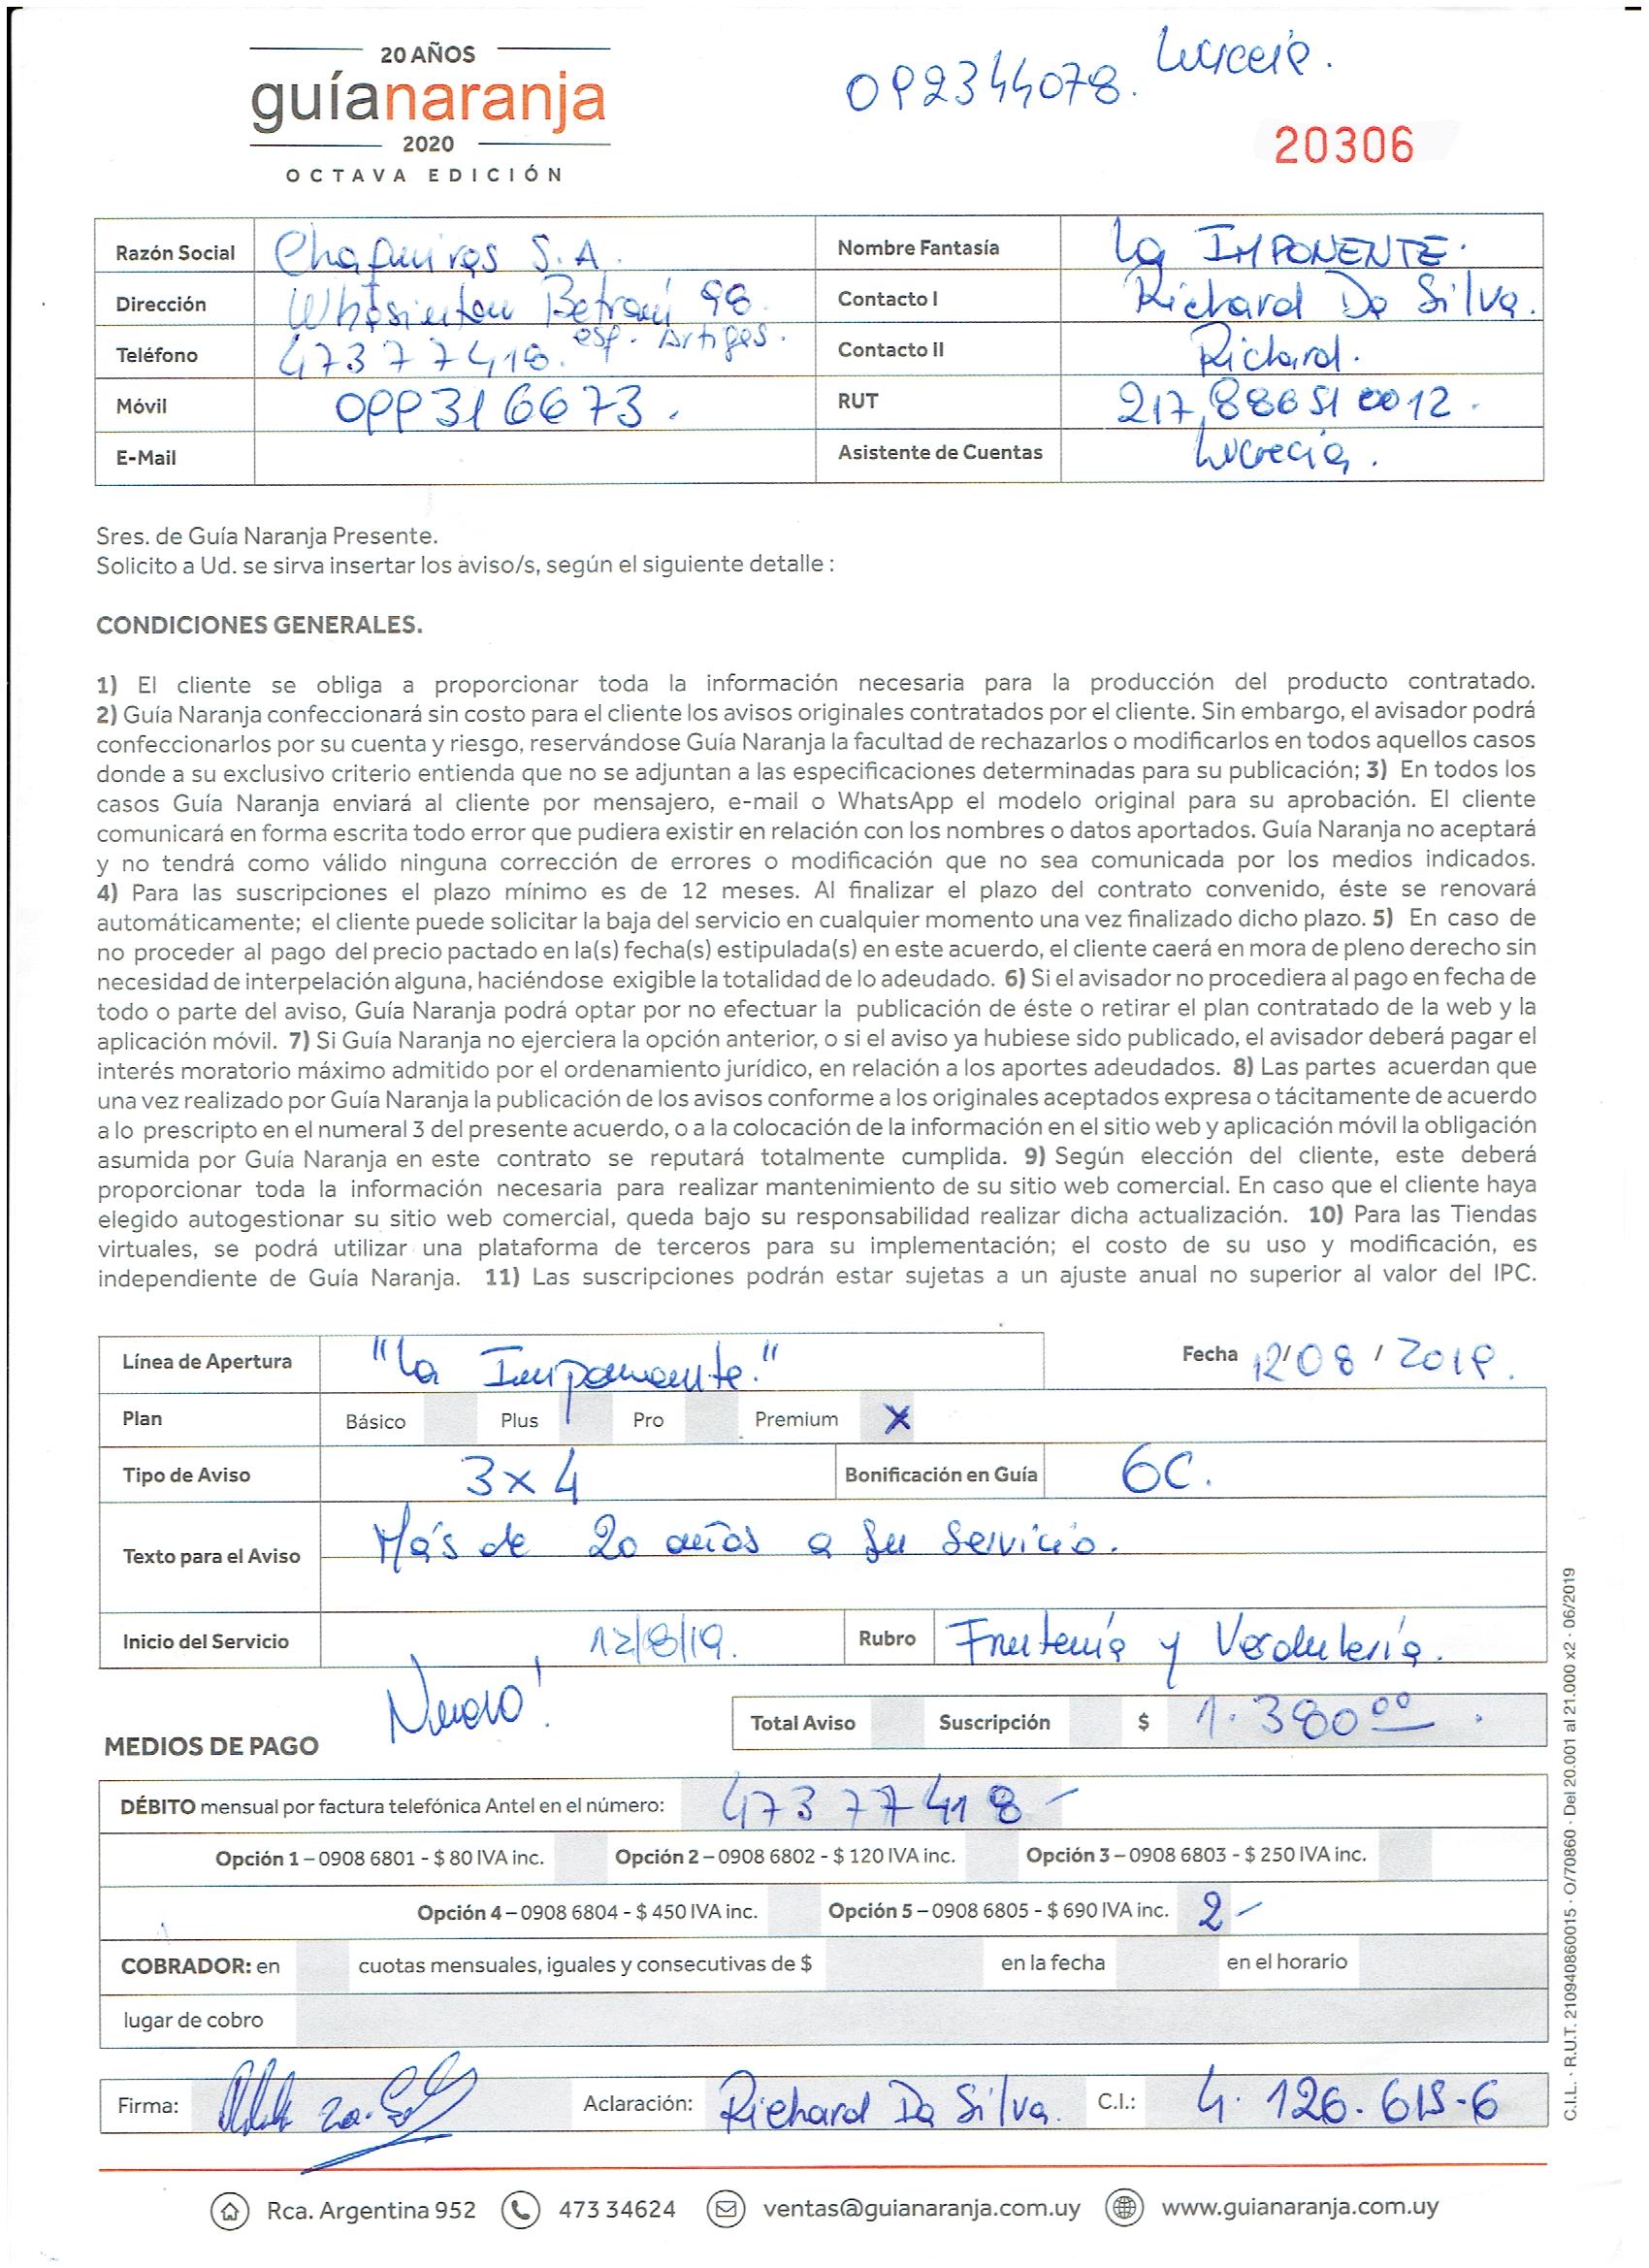 20 AÑOS
guíanaranja
2020
OCTAVA EDICIÓN
092344078. Lucrecia.
20306
Razón Social Chafuiras S.A. Nombre Fantasía La IMPONENTE.
Dirección Whasinton Betrani 98. Contacto I Richard Da Silva.
esq. Artigas.
Teléfono 473 77418. Contacto II Richard.
Móvil 099316673. RUT 217886510012.
E-Mail Asistente de Cuentas Lucrecia.
Sres. de Guía Naranja Presente.
Solicito a Ud. se sirva insertar los aviso/s, según el siguiente detalle :
CONDICIONES GENERALES.
1) El cliente se obliga a proporcionar toda la información necesaria para la producción del producto contratado.
2) Guía Naranja confeccionará sin costo para el cliente los avisos originales contratados por el cliente. Sin embargo, el avisador podrá
confeccionarlos por su cuenta y riesgo, reservándose Guía Naranja la facultad de rechazarlos o modificarlos en todos aquellos casos
donde a su exclusivo criterio entienda que no se adjuntan a las especificaciones determinadas para su publicación; 3) En todos los
casos Guía Naranja enviará al cliente por mensajero, e-mail o WhatsApp el modelo original para su aprobación. El cliente
comunicará en forma escrita todo error que pudiera existir en relación con los nombres o datos aportados. Guía Naranja no aceptará
y no tendrá como válido ninguna corrección de errores o modificación que no sea comunicada por los medios indicados.
4) Para las suscripciones el plazo mínimo es de 12 meses. Al finalizar el plazo del contrato convenido, éste se renovará
automáticamente; el cliente puede solicitar la baja del servicio en cualquier momento una vez finalizado dicho plazo. 5) En caso de
no proceder al pago del precio pactado en la(s) fecha(s) estipulada(s) en este acuerdo, el cliente caerá en mora de pleno derecho sin
necesidad de interpelación alguna, haciéndose exigible la totalidad de lo adeudado. 6) Si el avisador no procediera al pago en fecha de
todo o parte del aviso, Guía Naranja podrá optar por no efectuar la publicación de éste o retirar el plan contratado de la web y la
aplicación móvil. 7) Si Guía Naranja no ejerciera la opción anterior, o si el aviso ya hubiese sido publicado, el avisador deberá pagar el
interés moratorio máximo admitido por el ordenamiento jurídico, en relación a los aportes adeudados. 8) Las partes acuerdan que
una vez realizado por Guía Naranja la publicación de los avisos conforme a los originales aceptados expresa o tácitamente de acuerdo
a lo prescripto en el numeral 3 del presente acuerdo, o a la colocación de la información en el sitio web y aplicación móvil la obligación
asumida por Guía Naranja en este contrato se reputará totalmente cumplida. 9) Según elección del cliente, este deberá
proporcionar toda la información necesaria para realizar mantenimiento de su sitio web comercial. En caso que el cliente haya
elegido autogestionar su sitio web comercial, queda bajo su responsabilidad realizar dicha actualización. 10) Para las Tiendas
virtuales, se podrá utilizar una plataforma de terceros para su implementación; el costo de su uso y modificación, es
independiente de Guía Naranja. 11) Las suscripciones podrán estar sujetas a un ajuste anual no superior al valor del IPC.
Línea de Apertura "La Imponente." Fecha 12/08/2019.
Plan Básico Plus Pro Premium X
Tipo de Aviso 3x4 Bonificación en Guía 6C.
Texto para el Aviso Más de 20 años a su servicio.
Inicio del Servicio 12/8/19. Rubro Frutería y Verdulería.
Nuevo!
Total Aviso Suscripción $ 1.38000.
MEDIOS DE PAGO
DÉBITO mensual por factura telefónica Antel en el número: 473 77418-
Opción 1 – 0908 6801 - $ 80 IVA inc. Opción 2 – 0908 6802 - $ 120 IVA inc. Opción 3 – 0908 6803 - $ 250 IVA inc.
Opción 4 – 0908 6804 - $ 450 IVA inc. Opción 5 – 0908 6805 - $ 690 IVA inc. 2-
COBRADOR: en cuotas mensuales, iguales y consecutivas de $ en la fecha en el horario
lugar de cobro
Firma: Aclaración: Richard Da Silva. C.I.: 4.126.615-6
Rca. Argentina 952 473 34624 ventas@guianaranja.com.uy www.guianaranja.com.uy
C.I.L. · R.U.T. 210940860015 · O/70860 · Del 20.001 al 21.000 x2 · 06/2019